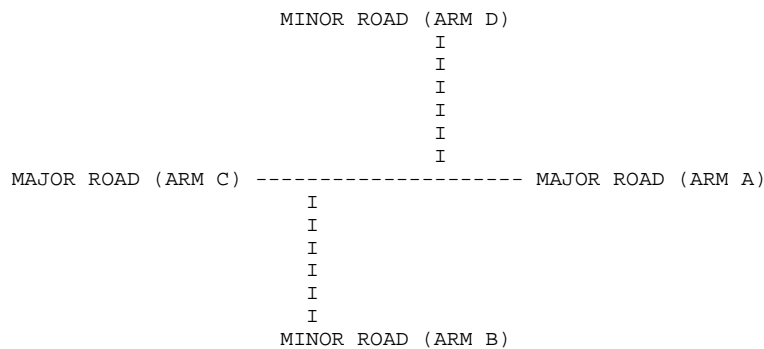 MINOR ROAD (ARM D)
I
I
I
I
I
I
MAJOR ROAD (ARM C) --------------------- MAJOR ROAD (ARM A)
I
I
I
I
I
I
MINOR ROAD (ARM B)